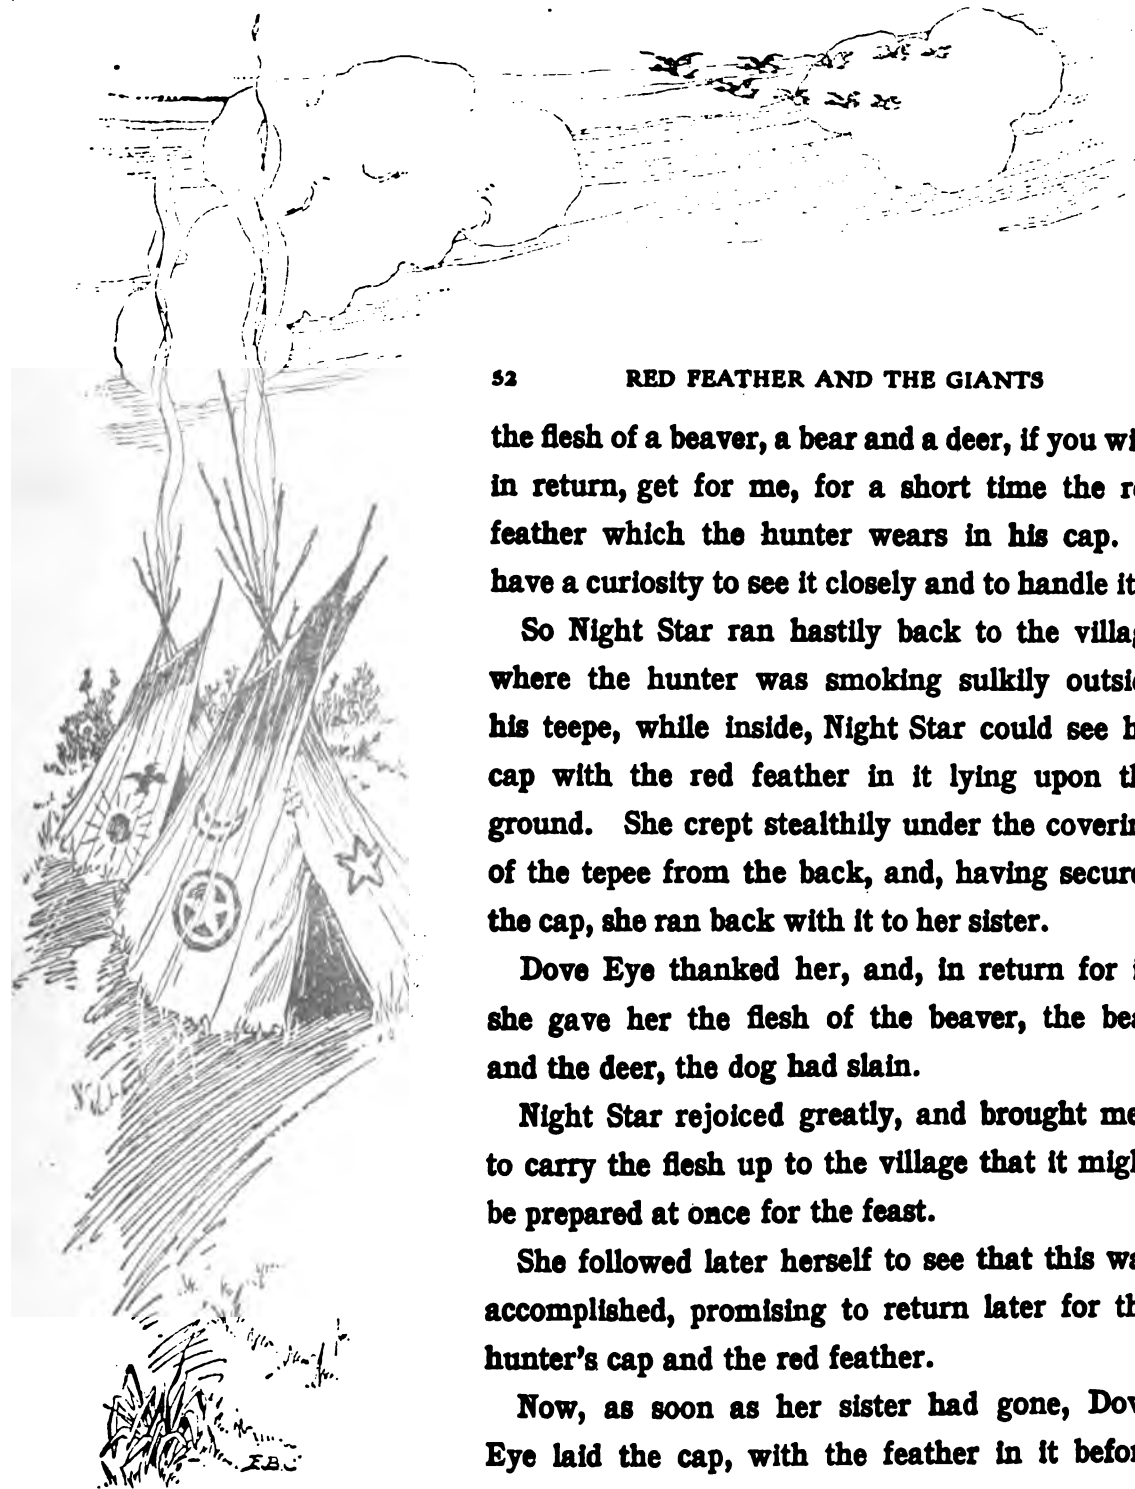 52 RED FEATHER AND THE GIANTS
the flesh of a beaver, a bear and a deer, if you wi
in return, get for me, for a short time the r
feather which the hunter wears in his cap.
have a curiosity to see it closely and to handle it
So Night Star ran hastily back to the villag
where the hunter was smoking sulkily outsi
his teepe, while inside, Night Star could see h
cap with the red feather in it lying upon t
ground. She crept stealthily under the coverin
of the tepee from the back, and, having secur
the cap, she ran back with it to her sister.
Dove Eye thanked her, and, in return for i
she gave her the flesh of the beaver, the bea
and the deer, the dog had slain.
Night Star rejoiced greatly, and brought me
to carry the flesh up to the village that it migh
be prepared at once for the feast.
She followed later herself to see that this wa
accomplished, promising to return later for th
hunter's cap and the red feather.
Now, as soon as her sister had gone, Dov
Eye laid the cap, with the feather in it befor
E.B.